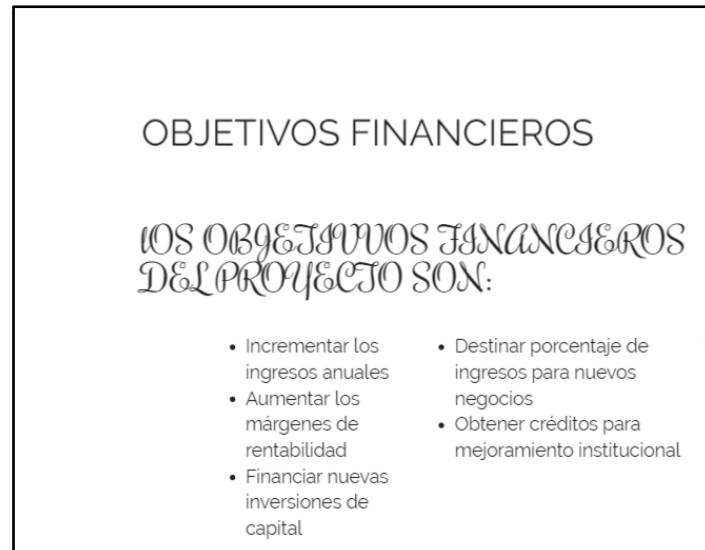 OBJETIVOS FINANCIEROS
lOS OBJETIVVOS FINANCIEROS
DEL PROYECTO SON:
• Incrementar los
ingresos anuales
• Aumentar los
márgenes de
rentabilidad
• Financiar nuevas
inversiones de
capital
• Destinar porcentaje de
ingresos para nuevos
negocios
• Obtener créditos para
mejoramiento institucional